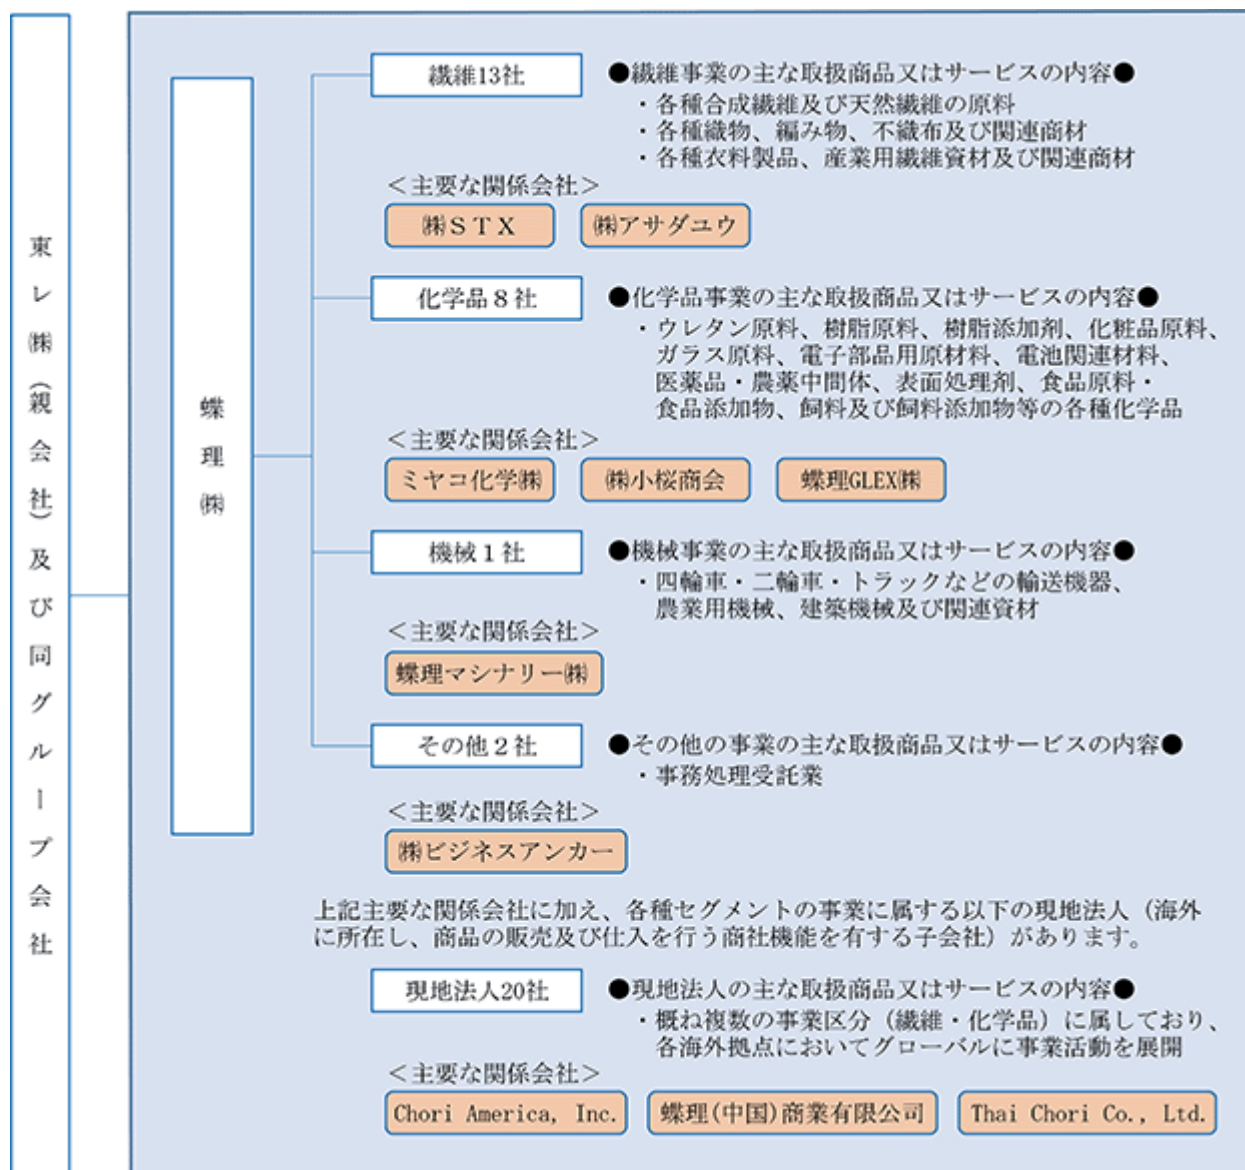 東レ㈱(親会社)及び同グループ会社
蝶理㈱
繊維13社
●繊維事業の主な取扱商品又はサービスの内容●
・各種合成繊維及び天然繊維の原料
・各種織物、編み物、不織布及び関連商材
・各種衣料製品、産業用繊維資材及び関連商材
＜主要な関係会社＞
㈱ＳＴＸ
㈱アサダユウ
化学品８社
●化学品事業の主な取扱商品又はサービスの内容●
・ウレタン原料、樹脂原料、樹脂添加剤、化粧品原料、
ガラス原料、電子部品用原材料、電池関連材料、
医薬品・農薬中間体、表面処理剤、食品原料・
食品添加物、飼料及び飼料添加物等の各種化学品
＜主要な関係会社＞
ミヤコ化学㈱
㈱小桜商会
蝶理GLEX㈱
機械１社
●機械事業の主な取扱商品又はサービスの内容●
・四輪車・二輪車・トラックなどの輸送機器、
農業用機械、建築機械及び関連資材
＜主要な関係会社＞
蝶理マシナリー㈱
その他２社
●その他の事業の主な取扱商品又はサービスの内容●
・事務処理受託業
＜主要な関係会社＞
㈱ビジネスアンカー
上記主要な関係会社に加え、各種セグメントの事業に属する以下の現地法人（海外
に所在し、商品の販売及び仕入を行う商社機能を有する子会社）があります。
現地法人20社
●現地法人の主な取扱商品又はサービスの内容●
・概ね複数の事業区分（繊維・化学品）に属しており、
各海外拠点においてグローバルに事業活動を展開
＜主要な関係会社＞
Chori America, Inc.
蝶理(中国)商業有限公司
Thai Chori Co., Ltd.